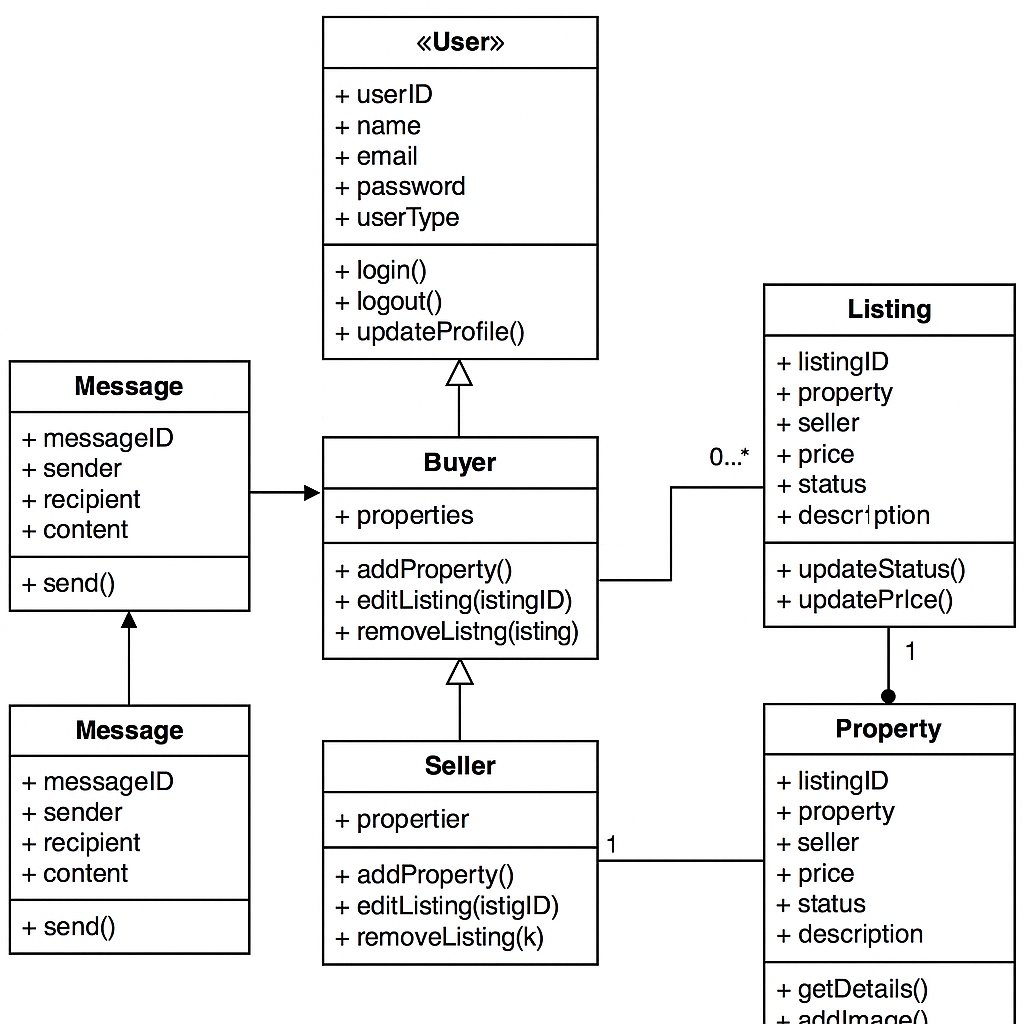 «User»
+ userID
+ name
+ email
+ password
+ userType
+ login()
+ logout()
+ updateProfile()
Message
+ messageID
+ sender
+ recipient
+ content
+ send()
Buyer
+ properties
+ addProperty()
+ editListing(istingID)
+ removeListng(isting)
0...*
Listing
+ listingID
+ property
+ seller
+ price
+ status
+ description
+ updateStatus()
+ updatePrIce()
1
Message
+ messageID
+ sender
+ recipient
+ content
+ send()
Seller
+ propertier
+ addProperty()
+ editListing(istigID)
+ removeListing(k)
1
Property
+ listingID
+ property
+ seller
+ price
+ status
+ description
+ getDetails()
+ addImage()